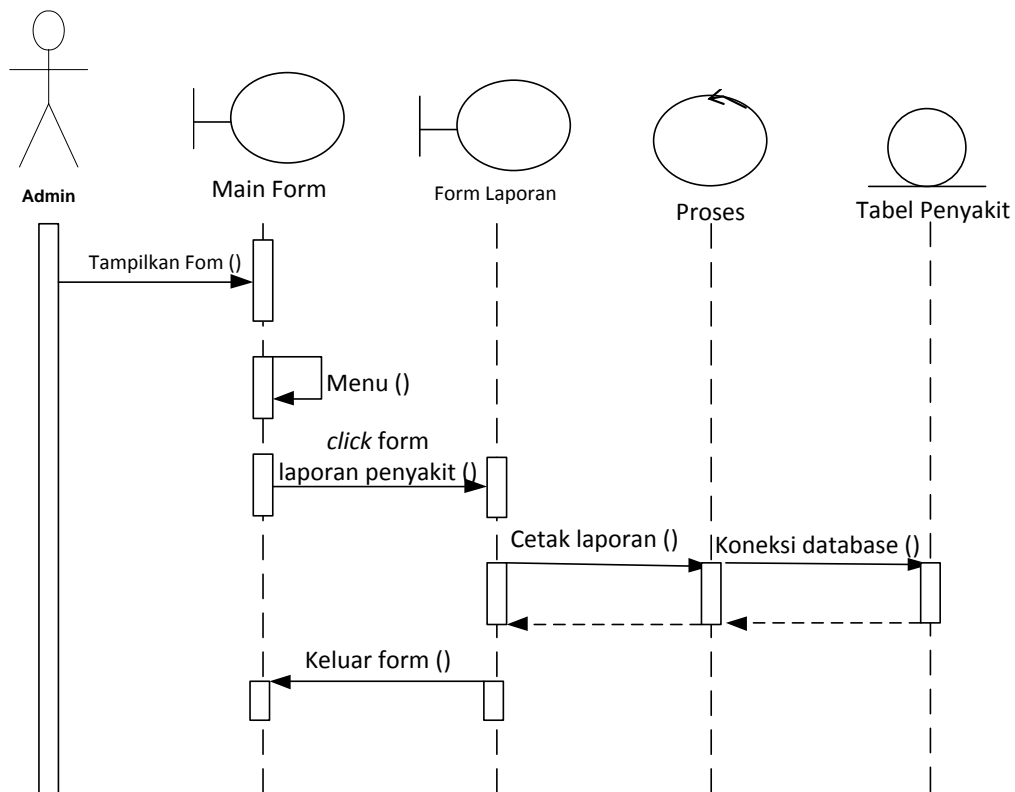 Admin
Main Form
Form Laporan
Proses
Tabel Penyakit
Tampilkan Fom ()
Menu ()
click form
laporan penyakit ()
Cetak laporan ()
Koneksi database ()
Keluar form ()